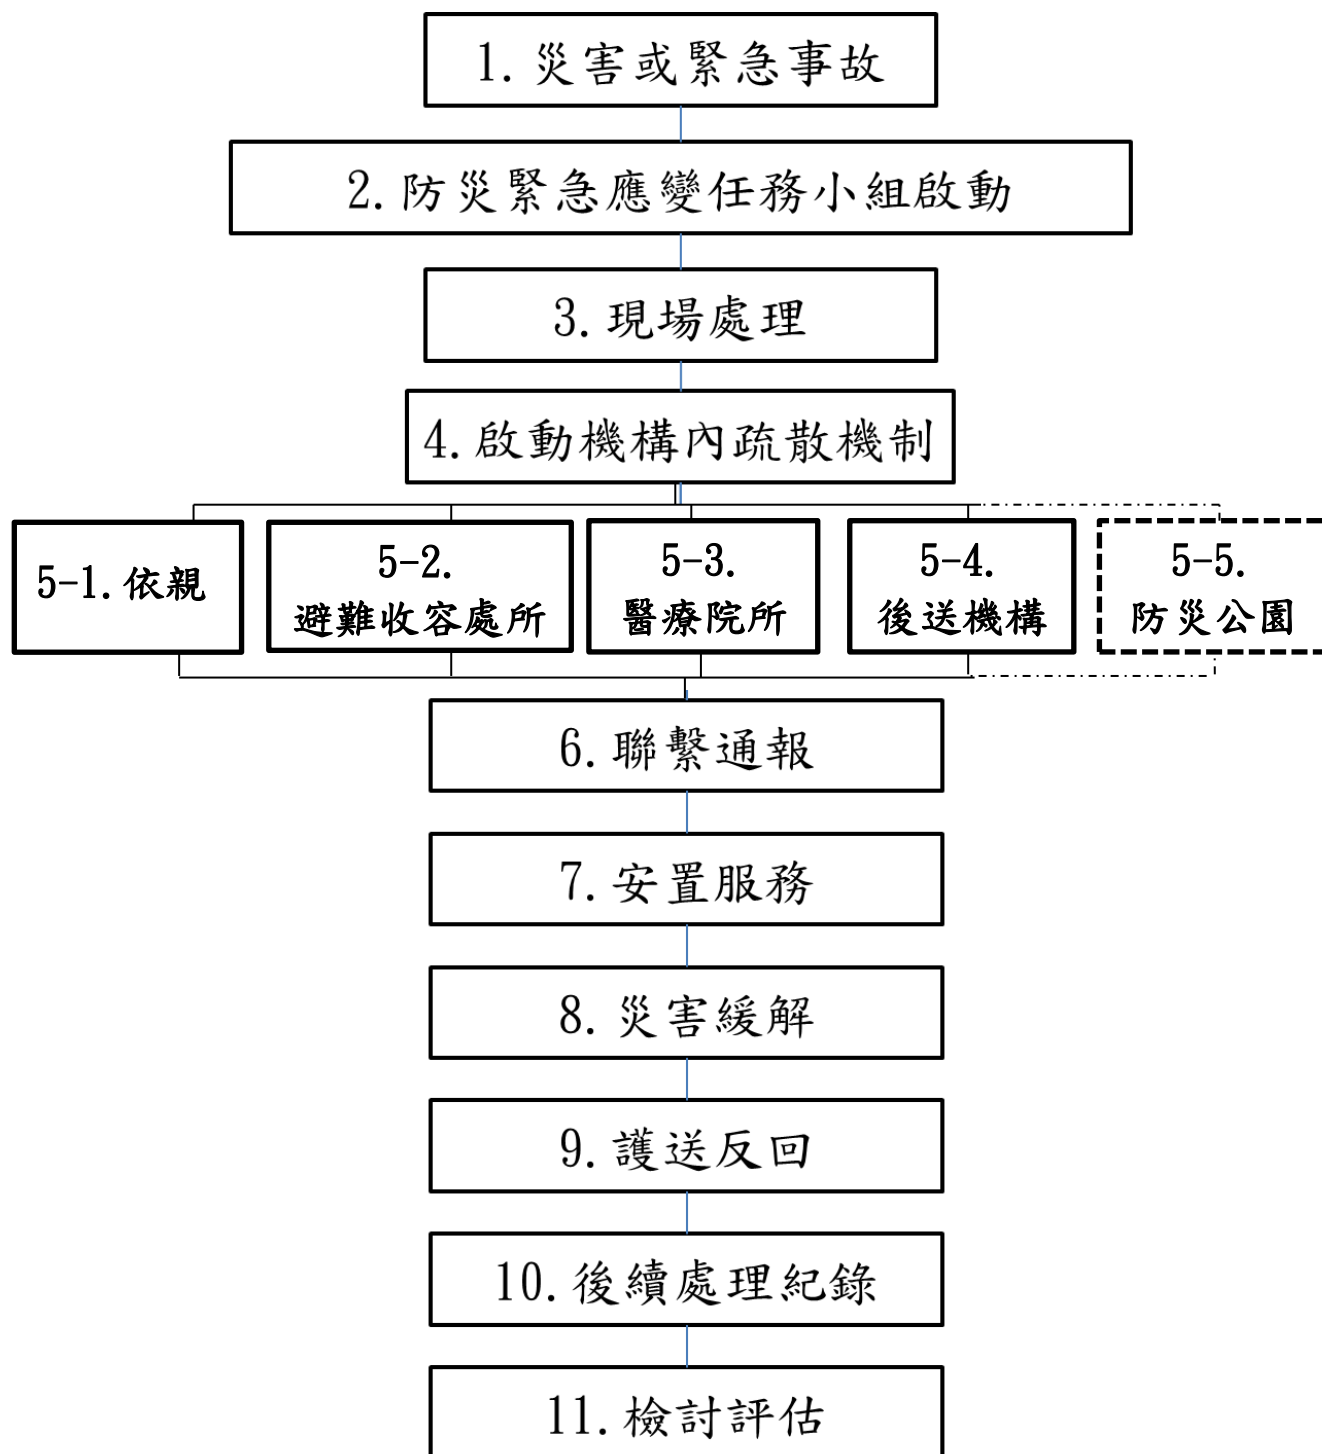 1.災害或緊急事故
2.防災緊急應變任務小組啟動
3.現場處理
4.啟動機構內疏散機制
5-1.依親
5-2.
避難收容處所
5-3.
醫療院所
5-4.
後送機構
5-5.
防災公園
6.聯繫通報
7.安置服務
8.災害緩解
9.護送反回
10.後續處理紀錄
11.檢討評估